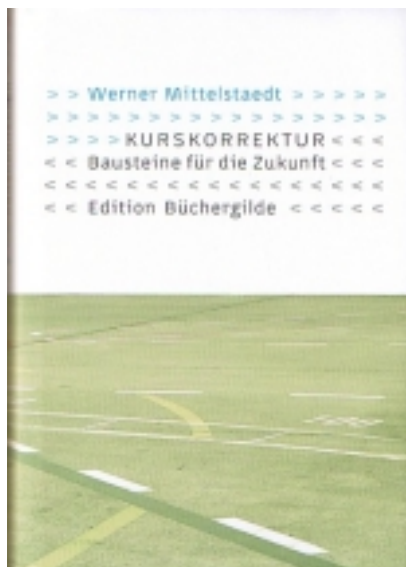 > > Werner Mittelstaedt > > > > >
> > > > > > > > > > > > > > > > >
> > > > KURSKORREKTUR < < <
< < Bausteine für die Zukunft < < <
< < < < < < < < < < < < < < < < <
< < Edition Büchergilde < < < < <